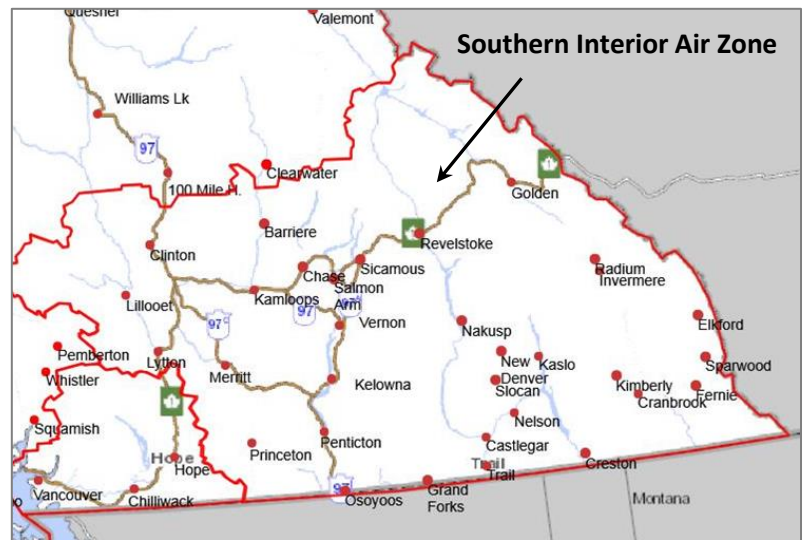 Quesnel
Valemont
Southern Interior Air Zone
Williams Lk
97
Clearwater
100 Mile H.
1
Golden
Barriere
Revelstoke
Clinton
Chase
Sicamous
Salmon
Arm
Radium
Invermere
Kamloops
97
97
Lillooet
97
Vernon
Nakusp
Elkford
Pemberton
Lytton
New
Denver
Kaslo
Sparwood
Whistler
Merritt
Kelowna
Slocan
Kimberly
Cranbrook
Fernie
1
Squamish
Nelson
Princeton
Penticton
Castlegar
Hope
Hope
Trail
Trail
Creston
Vancouver
Chilliwack
97
Osoyoos
Grand
Forks
Montana